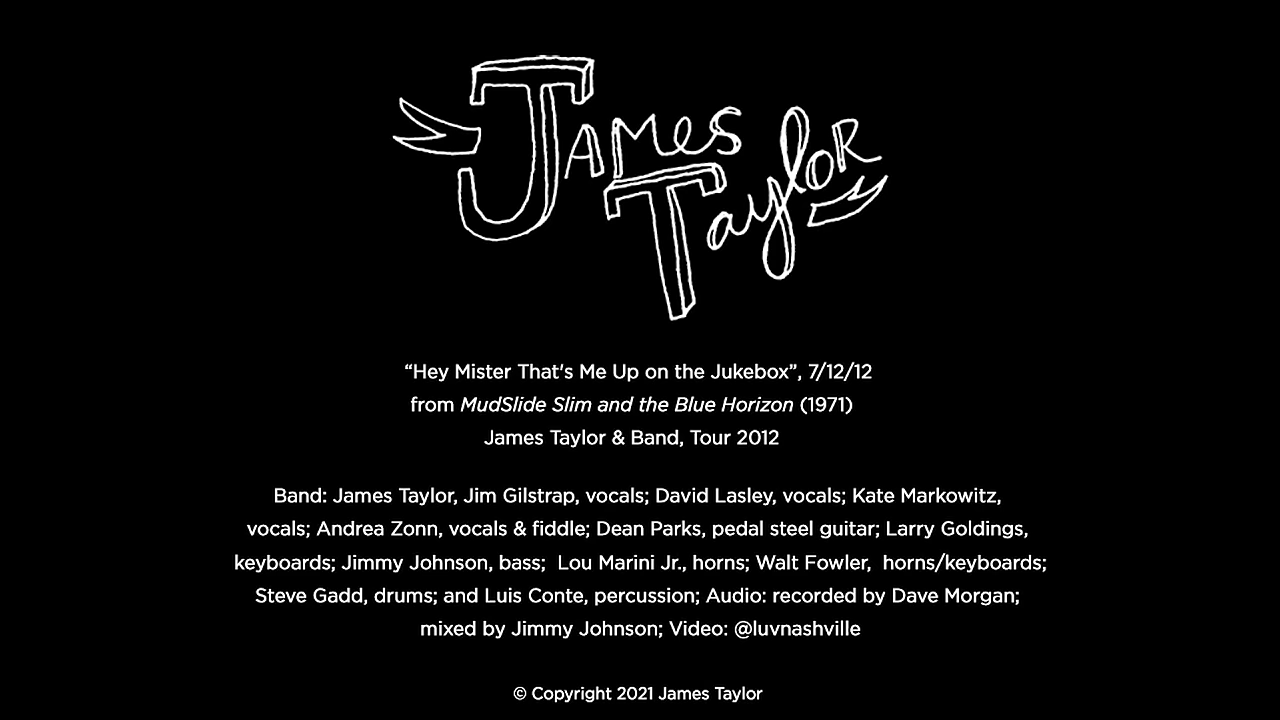 JAMES
TayloR
“Hey Mister That's Me Up on the Jukebox”, 7/12/12
from MudSlide Slim and the Blue Horizon (1971)
James Taylor & Band, Tour 2012
Band: James Taylor, Jim Gilstrap, vocals; David Lasley, vocals; Kate Markowitz,
vocals; Andrea Zonn, vocals & fiddle; Dean Parks, pedal steel guitar; Larry Goldings,
keyboards; Jimmy Johnson, bass;  Lou Marini Jr., horns; Walt Fowler,  horns/keyboards;
Steve Gadd, drums; and Luis Conte, percussion; Audio: recorded by Dave Morgan;
mixed by Jimmy Johnson; Video: @luvnashville
© Copyright 2021 James Taylor